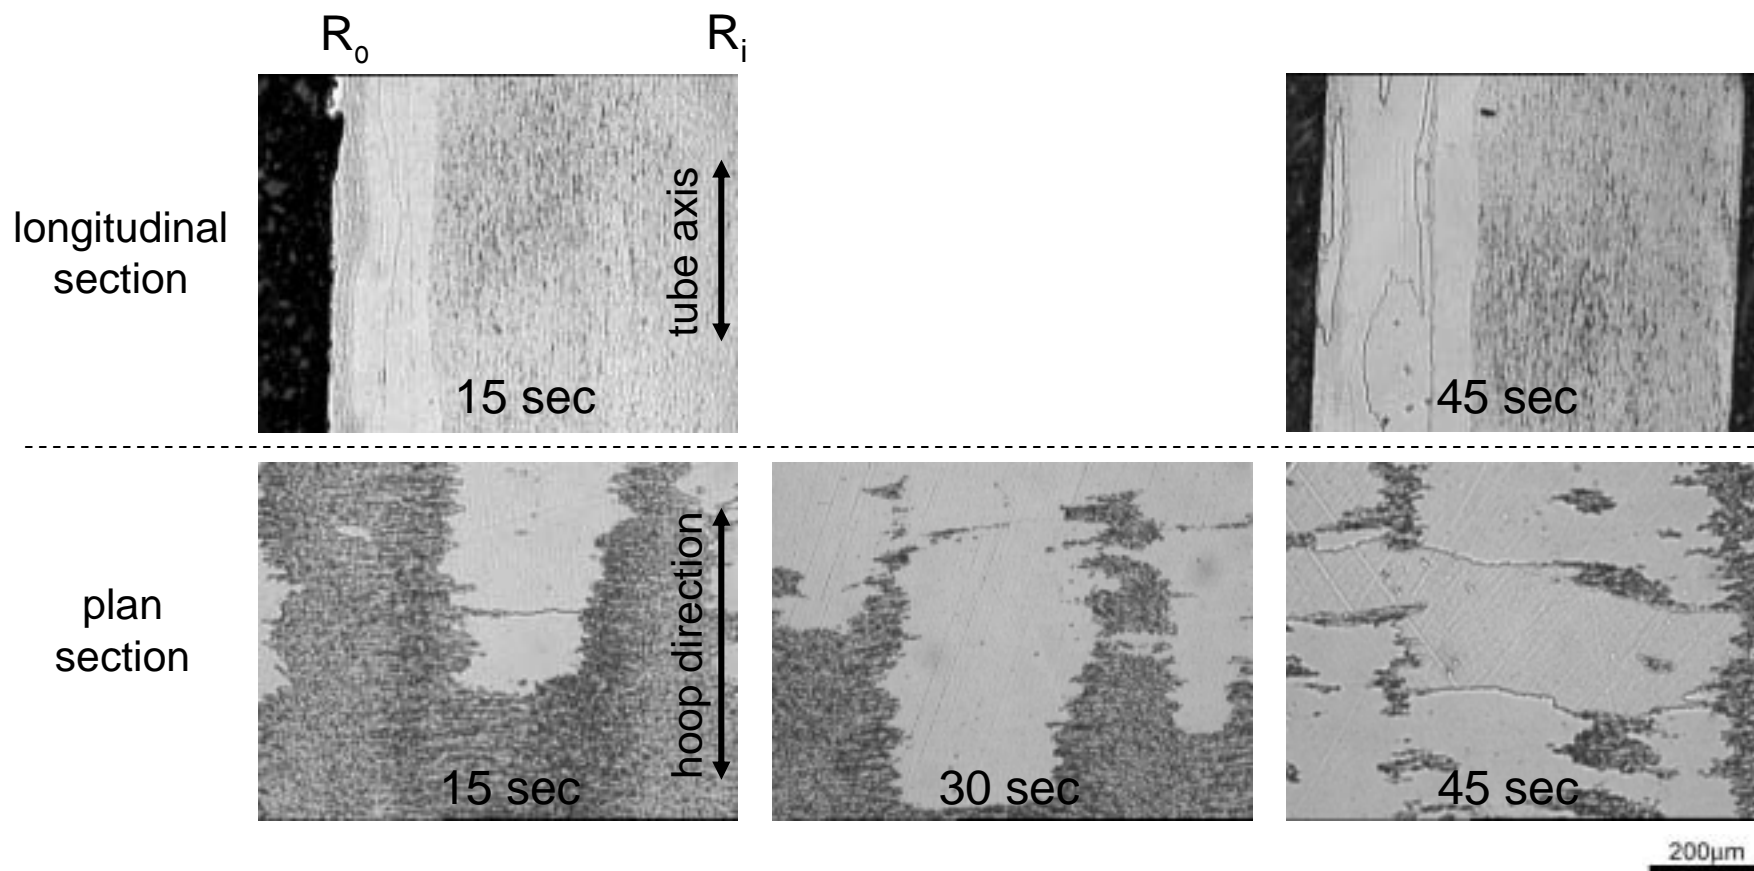 Ro Ri
longitudinal
section
tube axis
15 sec 45 sec
plan
section
hoop direction
15 sec 30 sec 45 sec
200µm